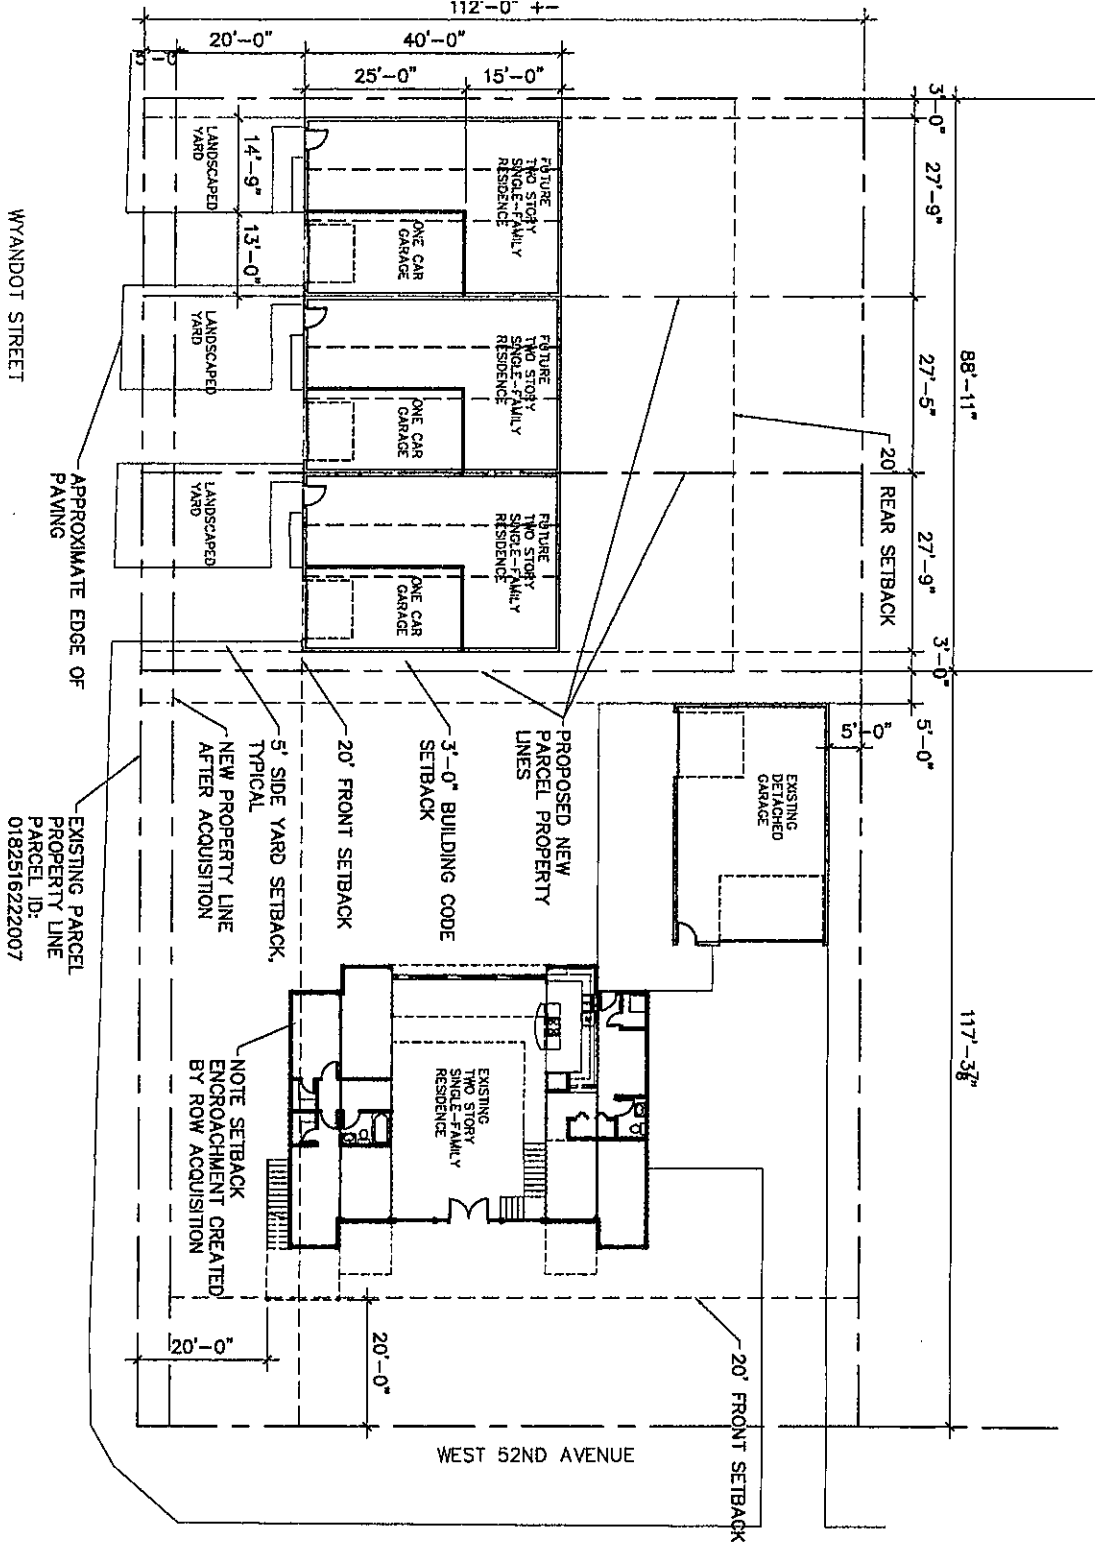 112'-0" +-
20'-0"
40'-0"
5'-0
25'-0"
15'-0"
3'-0"
27'-9"
88'-11"
27'-5"
27'-9"
3'-0"
5'-0"
5'-0"
117'-3⅞"
14'-9"
13'-0"
LANDSCAPED
YARD
FUTURE
TWO STORY
SINGLE-FAMILY
RESIDENCE
ONE CAR
GARAGE
LANDSCAPED
YARD
FUTURE
TWO STORY
SINGLE-FAMILY
RESIDENCE
ONE CAR
GARAGE
LANDSCAPED
YARD
FUTURE
TWO STORY
SINGLE-FAMILY
RESIDENCE
ONE CAR
GARAGE
WYANDOT STREET
20' REAR SETBACK
APPROXIMATE EDGE OF
PAVING
PROPOSED NEW
PARCEL PROPERTY
LINES
3'-0" BUILDING CODE
SETBACK
20' FRONT SETBACK
5' SIDE YARD SETBACK,
TYPICAL
NEW PROPERTY LINE
AFTER ACQUISITION
EXISTING PARCEL
PROPERTY LINE
PARCEL ID:
0182516222007
EXISTING
DETACHED
GARAGE
EXISTING
TWO STORY
SINGLE-FAMILY
RESIDENCE
NOTE SETBACK
ENCROACHMENT CREATED
BY ROW ACQUISITION
20'-0"
20'-0"
20' FRONT SETBACK
WEST 52ND AVENUE